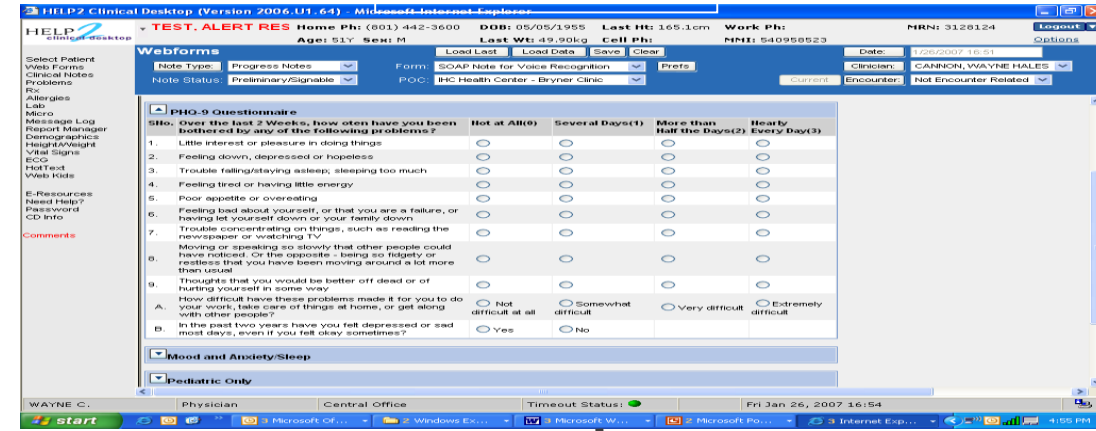 HELP2 Clinical Desktop (Version 2006.U1.64) - Microsoft Internet Explorer
HELP2
clinical desktop
TEST, ALERT RES Home Ph: (801) 442-3600 DOB: 05/05/1955 Last Ht: 165.1cm Work Ph: MRN: 3128124 Logout
Age: 51Y Sex: M Last Wt: 49.90kg Cell Ph: MMI: 540958523 Options
Webforms Load Last Load Data Save Clear Date: 1/26/2007 16:51
Note Type: Progress Notes Form: SOAP Note for Voice Recognition Prefs Clinician: CANNON, WAYNE HALES
Note Status: Preliminary/Signable POC: IHC Health Center - Bryner Clinic Current Encounter: Not Encounter Related
Select Patient
Web Forms
Clinical Notes
Problems
Rx
Allergies
Lab
Micro
Message Log
Report Manager
Demographics
Height/Weight
Vital Signs
ECG
HotText
Web Kids
E-Resources
Need Help?
Password
CD Info
Comments
PHQ-9 Questionnaire
SNo. Over the last 2 Weeks, how oten have you been Not at All(0) Several Days(1) More than Nearly
bothered by any of the following problems? Half the Days(2) Every Day(3)
1. Little interest or pleasure in doing things
2. Feeling down, depressed or hopeless
3. Trouble falling/staying asleep; sleeping too much
4. Feeling tired or having little energy
5. Poor appetite or overeating
6. Feeling bad about yourself, or that you are a failure, or
having let yourself down or your family down
7. Trouble concentrating on things, such as reading the
newspaper or watching TV
8. Moving or speaking so slowly that other people could
have noticed. Or the opposite - being so fidgety or
restless that you have been moving around a lot more
than usual
9. Thoughts that you would be better off dead or of
hurting yourself in some way
A. How difficult have these problems made it for you to do
your work, take care of things at home, or get along
with other people?
Not difficult at all Somewhat difficult Very difficult Extremely difficult
B. In the past two years have you felt depressed or sad
most days, even if you felt okay sometimes?
Yes No
Mood and Anxiety/Sleep
Pediatric Only
WAYNE C. Physician Central Office Timeout Status: Fri Jan 26, 2007 16:54
start 3 Microsoft Of... 2 Windows Ex... 3 Microsoft W... 2 Microsoft Po... 3 Internet Exp... 4:55 PM